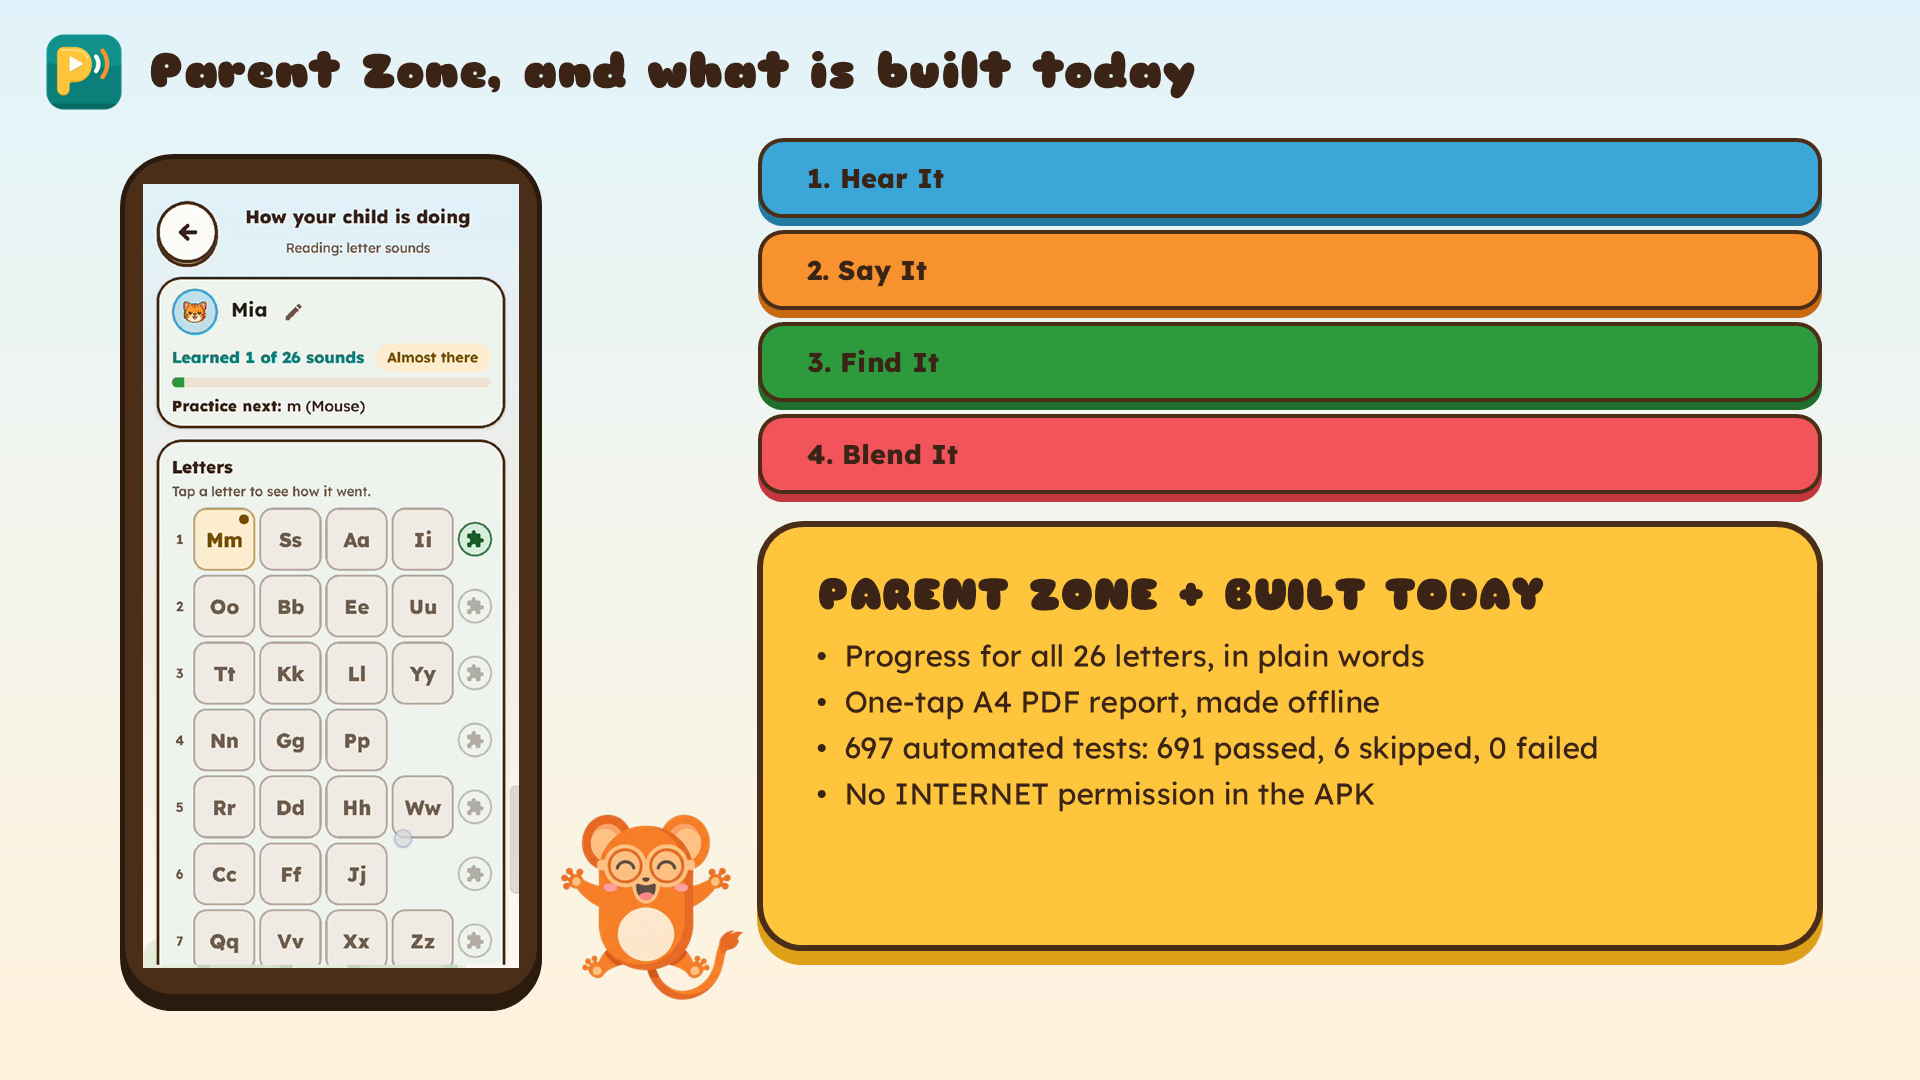 Parent Zone, and what is built today
How your child is doing
Reading: letter sounds
Mia
Learned 1 of 26 sounds
Almost there
Practice next: m (Mouse)
Letters
Tap a letter to see how it went.
1 Mm Ss Aa Ii
2 Oo Bb Ee Uu
3 Tt Kk Ll Yy
4 Nn Gg Pp
5 Rr Dd Hh Ww
6 Cc Ff Jj
7 Qq Vv Xx Zz
1. Hear It
2. Say It
3. Find It
4. Blend It
PARENT ZONE + BUILT TODAY
• Progress for all 26 letters, in plain words
• One-tap A4 PDF report, made offline
• 697 automated tests: 691 passed, 6 skipped, 0 failed
• No INTERNET permission in the APK